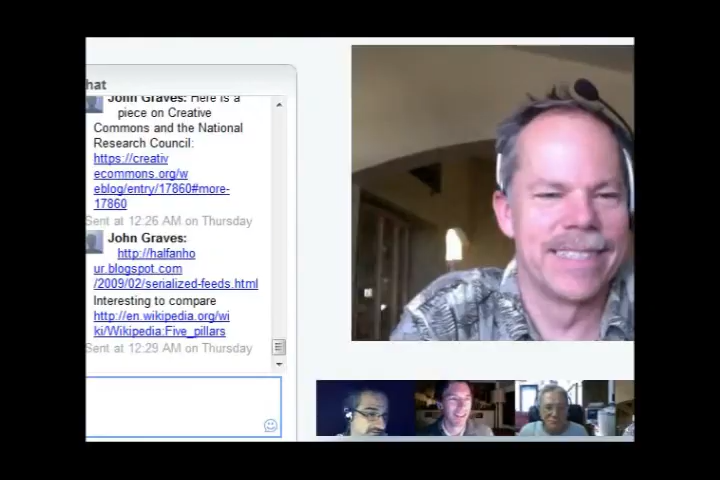 hat
John Graves: Here is a
piece on Creative
Commons and the National
Research Council:
https://creativ
ecommons.org/w
eblog/entry/17860#more-
17860
Sent at 12:26 AM on Thursday
John Graves:
http://halfanho
ur.blogspot.com
/2009/02/serialized-feeds.html
Interesting to compare
http://en.wikipedia.org/wi
ki/Wikipedia:Five_pillars
Sent at 12:29 AM on Thursday